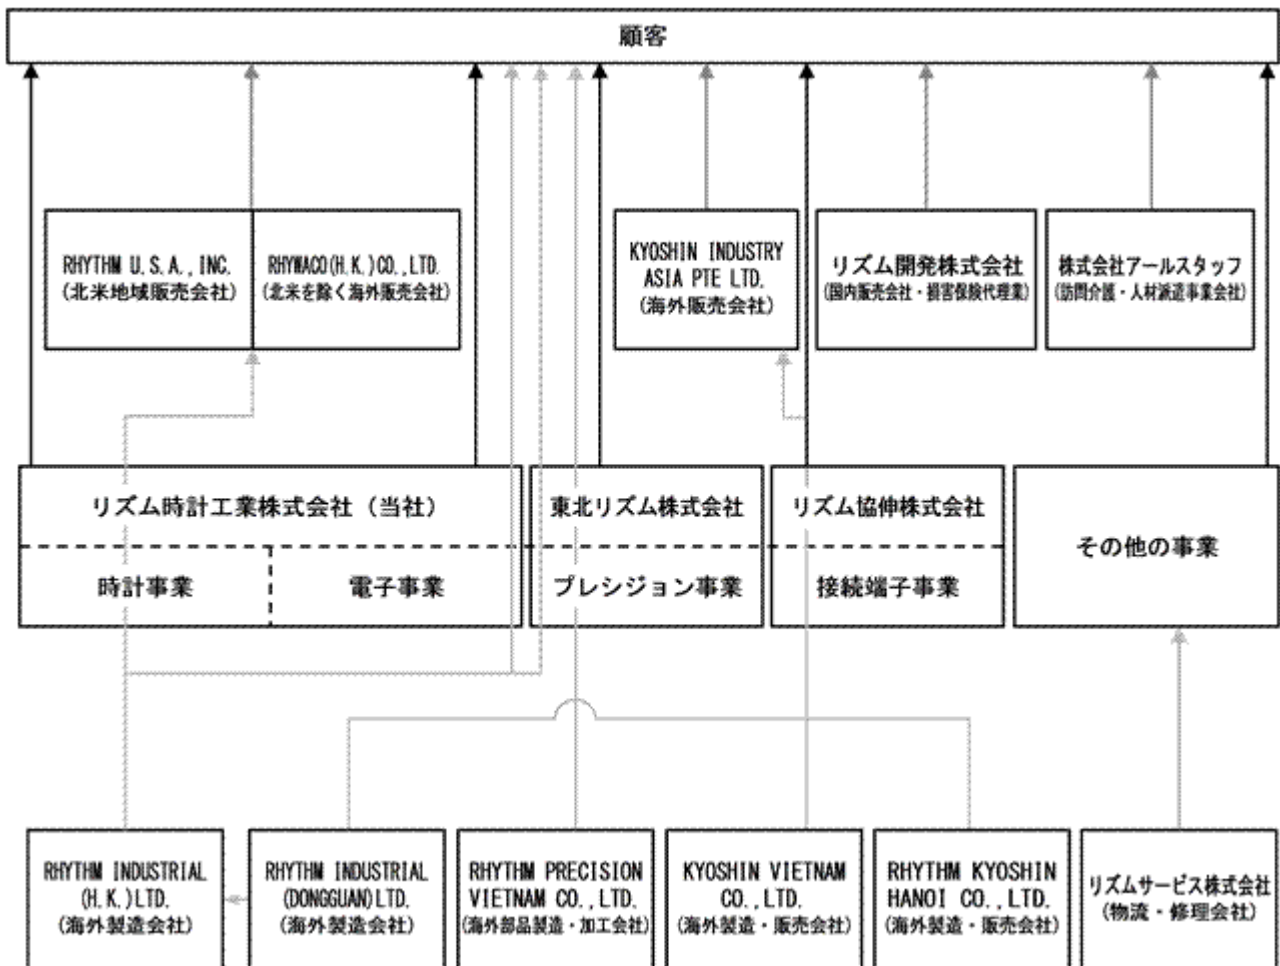 顧客
RHYTHM U.S.A.,INC.
(北米地域販売会社)
RHYWACO(H.K.)CO.,LTD.
(北米を除く海外販売会社)
KYOSHIN INDUSTRY
ASIA PTE LTD.
(海外販売会社)
リズム開発株式会社
(国内販売会社・損害保険代理業)
株式会社アールスタッフ
(訪問介護・人材派遣事業会社)
リズム時計工業株式会社（当社）
時計事業
電子事業
東北リズム株式会社
プレシジョン事業
リズム協伸株式会社
接続端子事業
その他の事業
RHYTHM INDUSTRIAL
(H.K.)LTD.
(海外製造会社)
RHYTHM INDUSTRIAL
(DONGGUAN)LTD.
(海外製造会社)
RHYTHM PRECISION
VIETNAM CO.,LTD.
(海外部品製造・加工会社)
KYOSHIN VIETNAM
CO.,LTD.
(海外製造・販売会社)
RHYTHM KYOSHIN
HANOI CO.,LTD.
(海外製造・販売会社)
リズムサービス株式会社
(物流・修理会社)